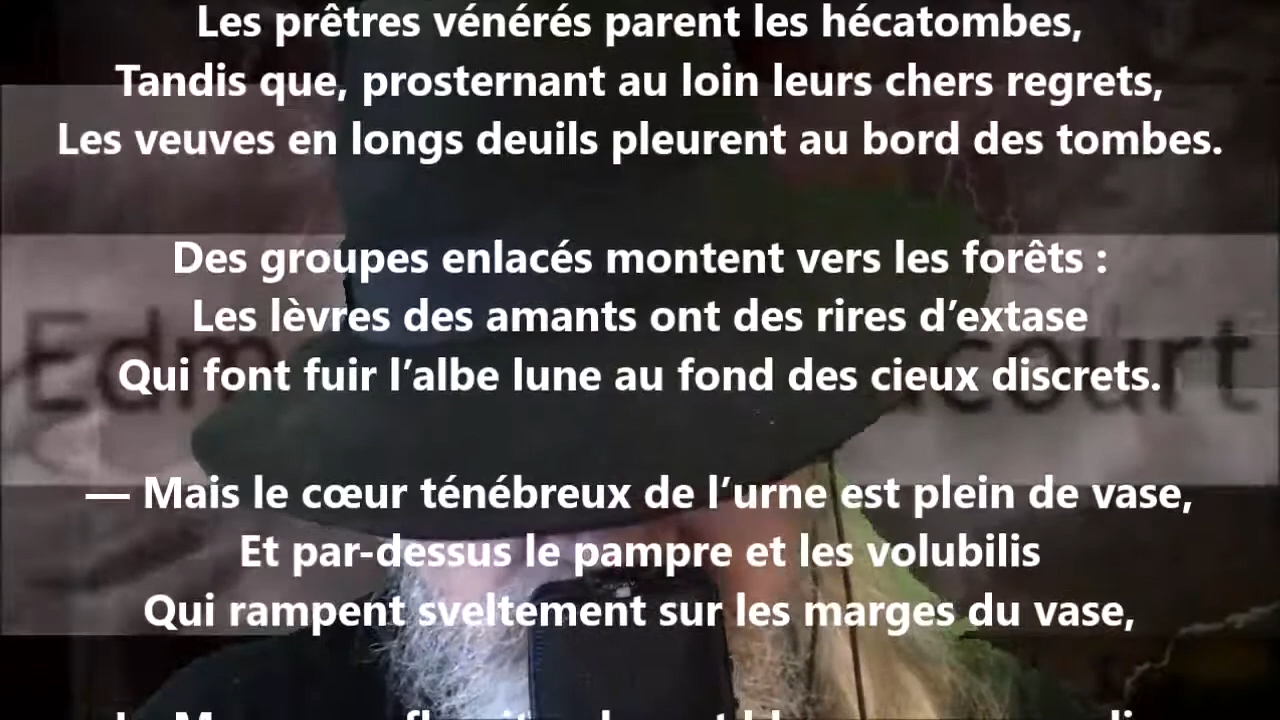 Les prêtres vénérés parent les hécatombes,
Tandis que, prosternant au loin leurs chers regrets,
Les veuves en longs deuils pleurent au bord des tombes.
Des groupes enlacés montent vers les forêts :
Les lèvres des amants ont des rires d’extase
Qui font fuir l’albe lune au fond des cieux discrets.
— Mais le cœur ténébreux de l’urne est plein de vase,
Et par-dessus le pampre et les volubilis
Qui rampent sveltement sur les marges du vase,